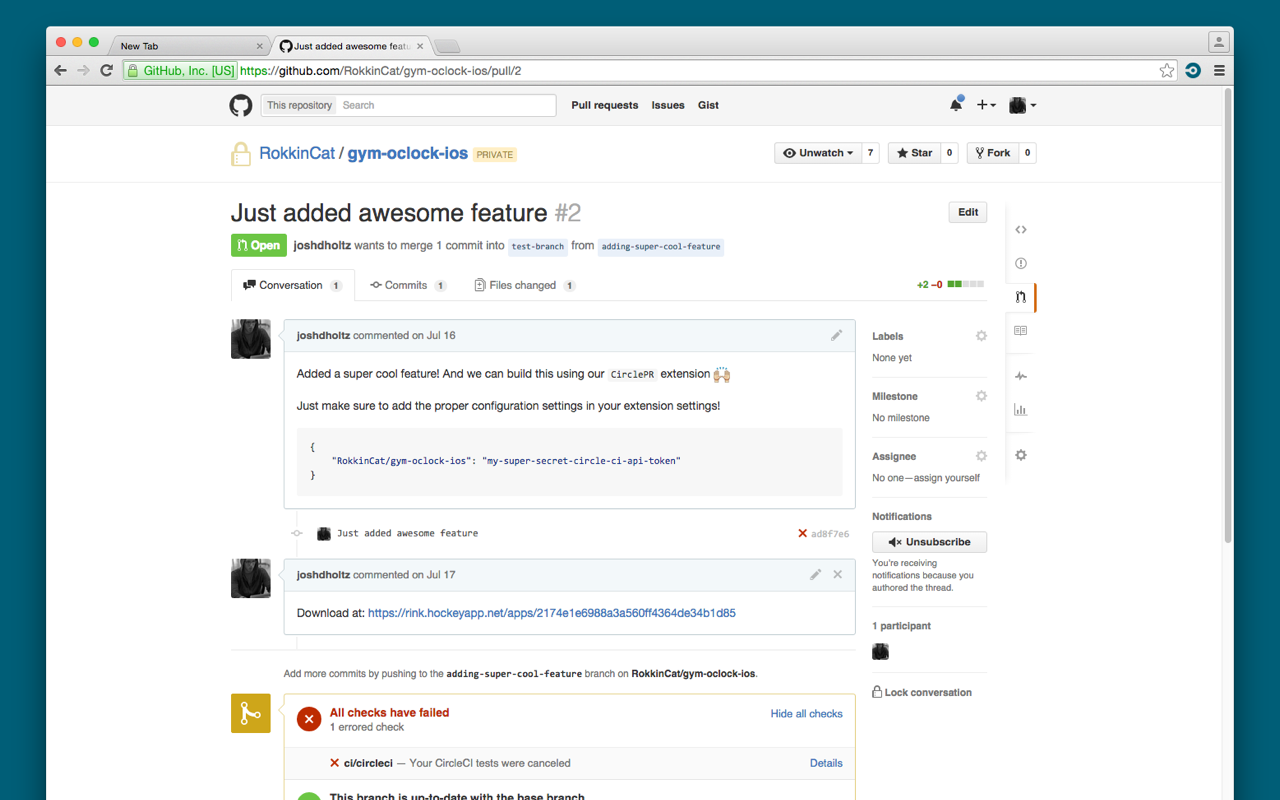 New Tab
Just added awesome featu
GitHub, Inc. [US] https://github.com/RokkinCat/gym-oclock-ios/pull/2
This repository Search
Pull requests Issues Gist
RokkinCat / gym-oclock-ios PRIVATE
Unwatch 7 Star 0 Fork 0
Just added awesome feature #2
Edit
Open joshdholtz wants to merge 1 commit into test-branch from adding-super-cool-feature
Conversation 1 Commits 1 Files changed 1 +2 −0
joshdholtz commented on Jul 16
Added a super cool feature! And we can build this using our CirclePR extension
Just make sure to add the proper configuration settings in your extension settings!
{
"RokkinCat/gym-oclock-ios": "my-super-secret-circle-ci-api-token"
}
Just added awesome feature ad8f7e6
joshdholtz commented on Jul 17
Download at: https://rink.hockeyapp.net/apps/2174e1e6988a3a560ff4364de34b1d85
Add more commits by pushing to the adding-super-cool-feature branch on RokkinCat/gym-oclock-ios.
All checks have failed
1 errored check
Hide all checks
ci/circleci — Your CircleCI tests were canceled Details
This branch is up-to-date with the base branch
Labels
None yet
Milestone
No milestone
Assignee
No one—assign yourself
Notifications
Unsubscribe
You're receiving
notifications because you
authored the thread.
1 participant
Lock conversation